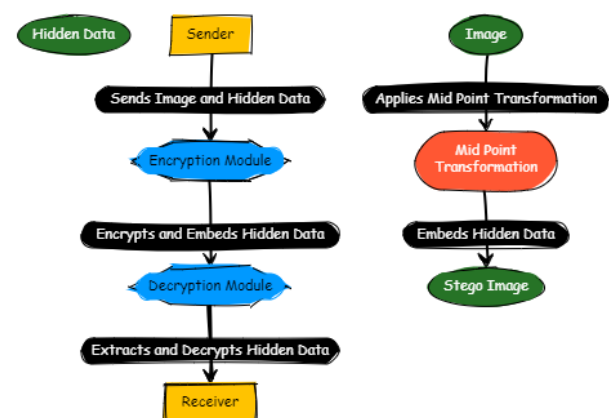 Hidden Data
Sender
Image
Sends Image and Hidden Data
Applies Mid Point Transformation
Encryption Module
Mid Point
Transformation
Encrypts and Embeds Hidden Data
Embeds Hidden Data
Decryption Module
Stego Image
Extracts and Decrypts Hidden Data
Receiver